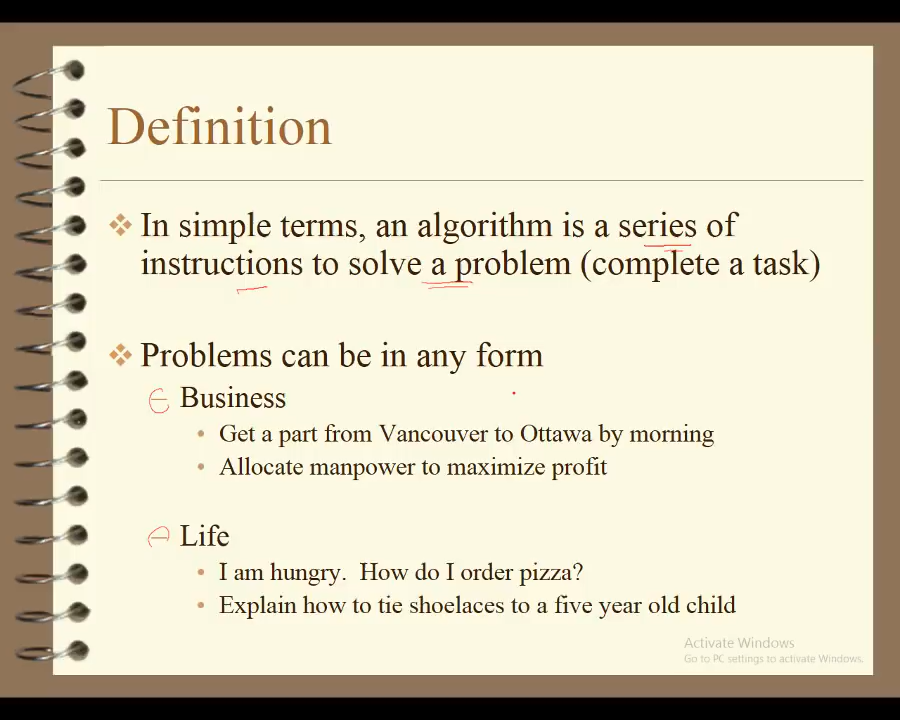 Definition
In simple terms, an algorithm is a series of
instructions to solve a problem (complete a task)
Problems can be in any form
Business
Get a part from Vancouver to Ottawa by morning
Allocate manpower to maximize profit
Life
I am hungry.  How do I order pizza?
Explain how to tie shoelaces to a five year old child
Activate Windows
Go to PC settings to activate Windows.